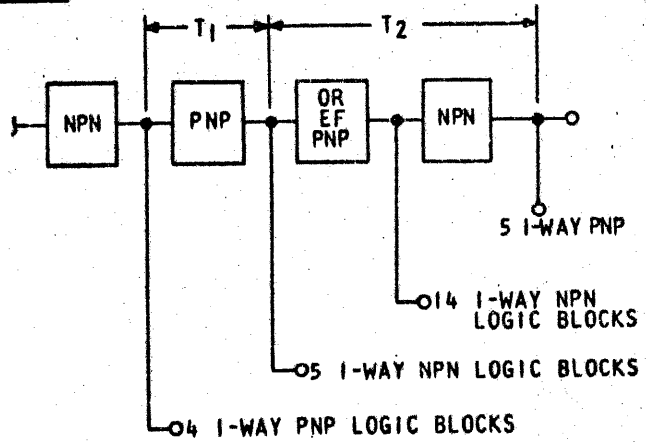 T1 T2
NPN PNP OR EF PNP NPN
5 1-WAY PNP
14 1-WAY NPN
LOGIC BLOCKS
5 1-WAY NPN LOGIC BLOCKS
4 1-WAY PNP LOGIC BLOCKS